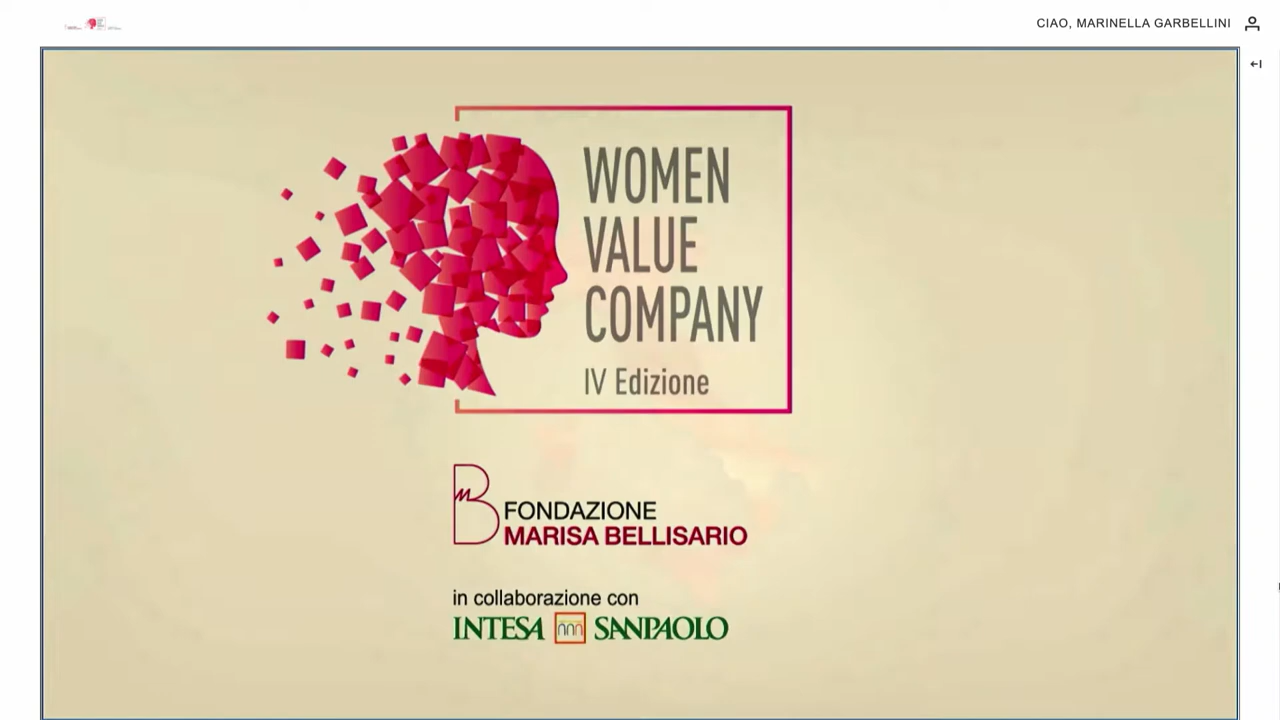 CIAO, MARINELLA GARBELLINI
WOMEN
VALUE
COMPANY
IV Edizione
FONDAZIONE
MARISA BELLISARIO
in collaborazione con
INTESA SANPAOLO